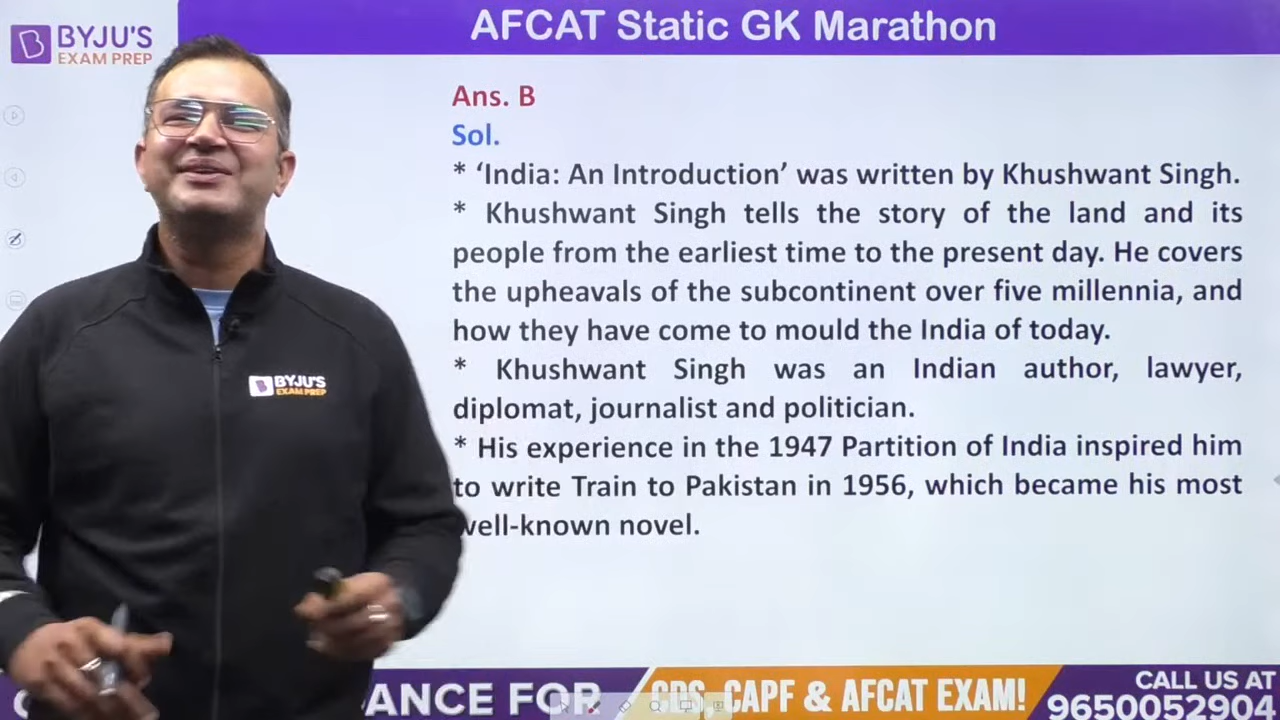 BYJU'S
EXAM PREP
AFCAT Static GK Marathon
Ans. B
Sol.
* ‘India: An Introduction’ was written by Khushwant Singh.
* Khushwant Singh tells the story of the land and its
people from the earliest time to the present day. He covers
the upheavals of the subcontinent over five millennia, and
how they have come to mould the India of today.
* Khushwant Singh was an Indian author, lawyer,
diplomat, journalist and politician.
* His experience in the 1947 Partition of India inspired him
to write Train to Pakistan in 1956, which became his most
well-known novel.
BYJU'S
EXAM PREP
ANCE FOR
CDS, CAPF & AFCAT EXAM!
CALL US AT
9650052904